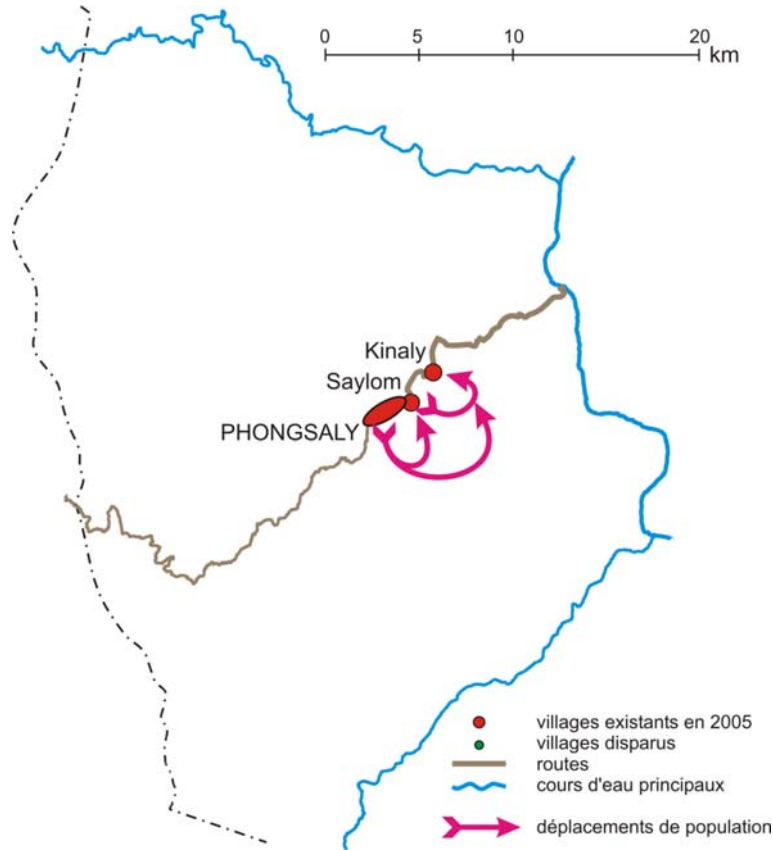 0 5 10 20
km
Kinaly
Saylom
PHONGSALY
villages existants en 2005
villages disparus
routes
cours d'eau principaux
déplacements de population